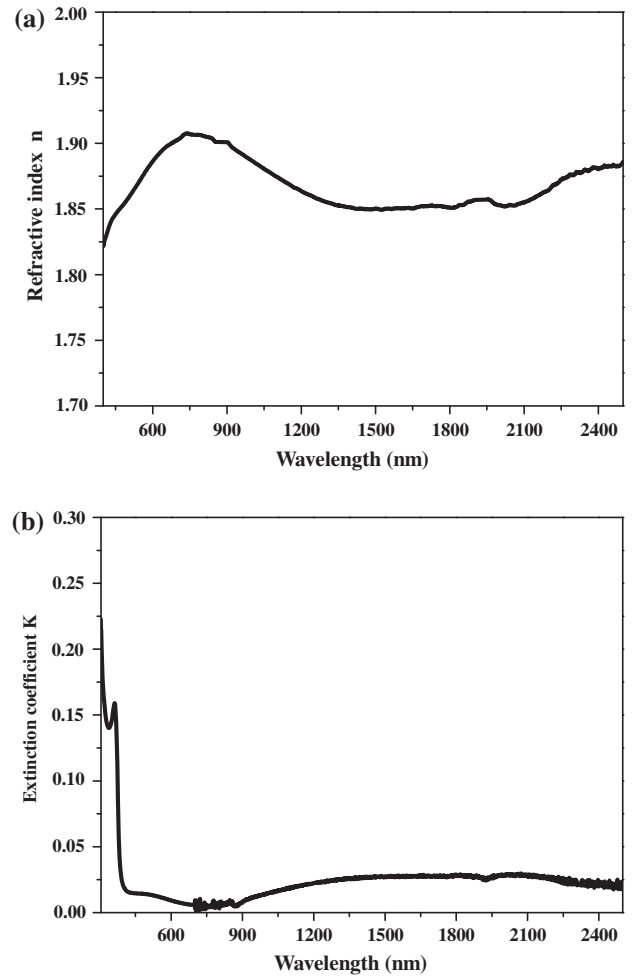 (a)
2.00
1.95
1.90
1.85
1.80
1.75
1.70
Refractive index n
600 900 1200 1500 1800 2100 2400
Wavelength (nm)
(b)
0.30
0.25
0.20
0.15
0.10
0.05
0.00
Extinction coefficient K
600 900 1200 1500 1800 2100 2400
Wavelength (nm)